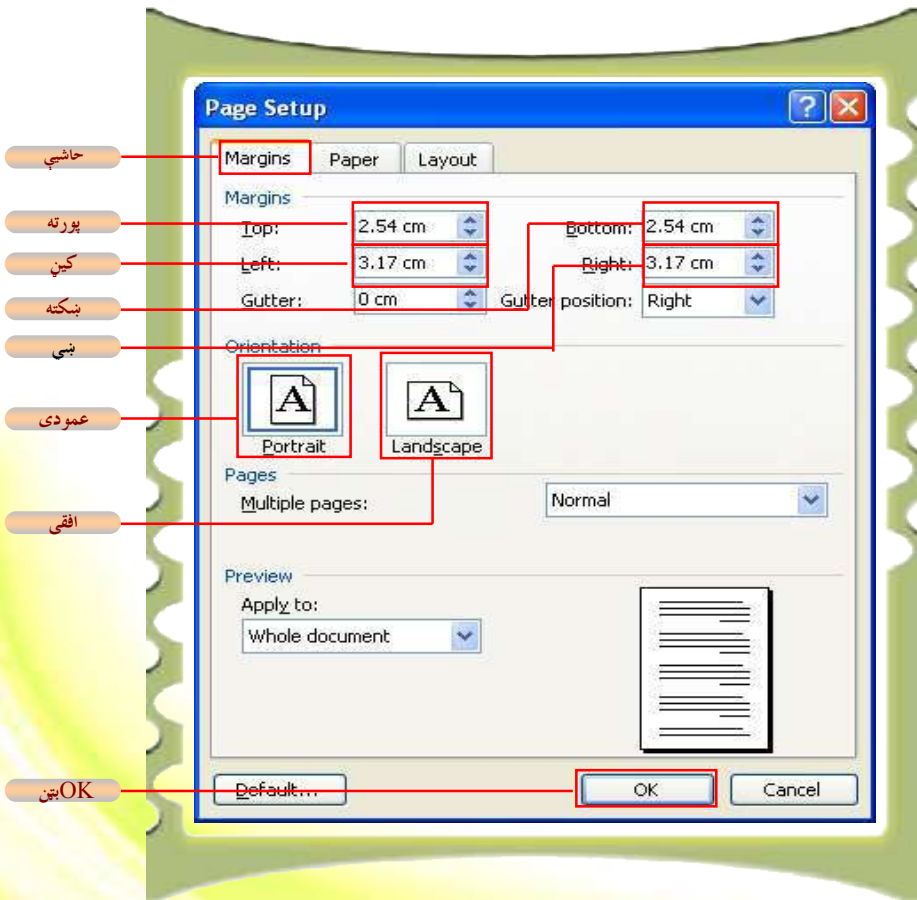 Page Setup
حاشيې
Margins Paper Layout
Margins
پورته
Top: 2.54 cm Bottom: 2.54 cm
کيڼ
Left: 3.17 cm Right: 3.17 cm
ښکته
Gutter: 0 cm Gutter position: Right
ښي
Orientation
A A
عمودی
Portrait Landscape
Pages
Multiple pages: Normal
افقی
Preview
Apply to:
Whole document
OKبټن
Default... OK Cancel